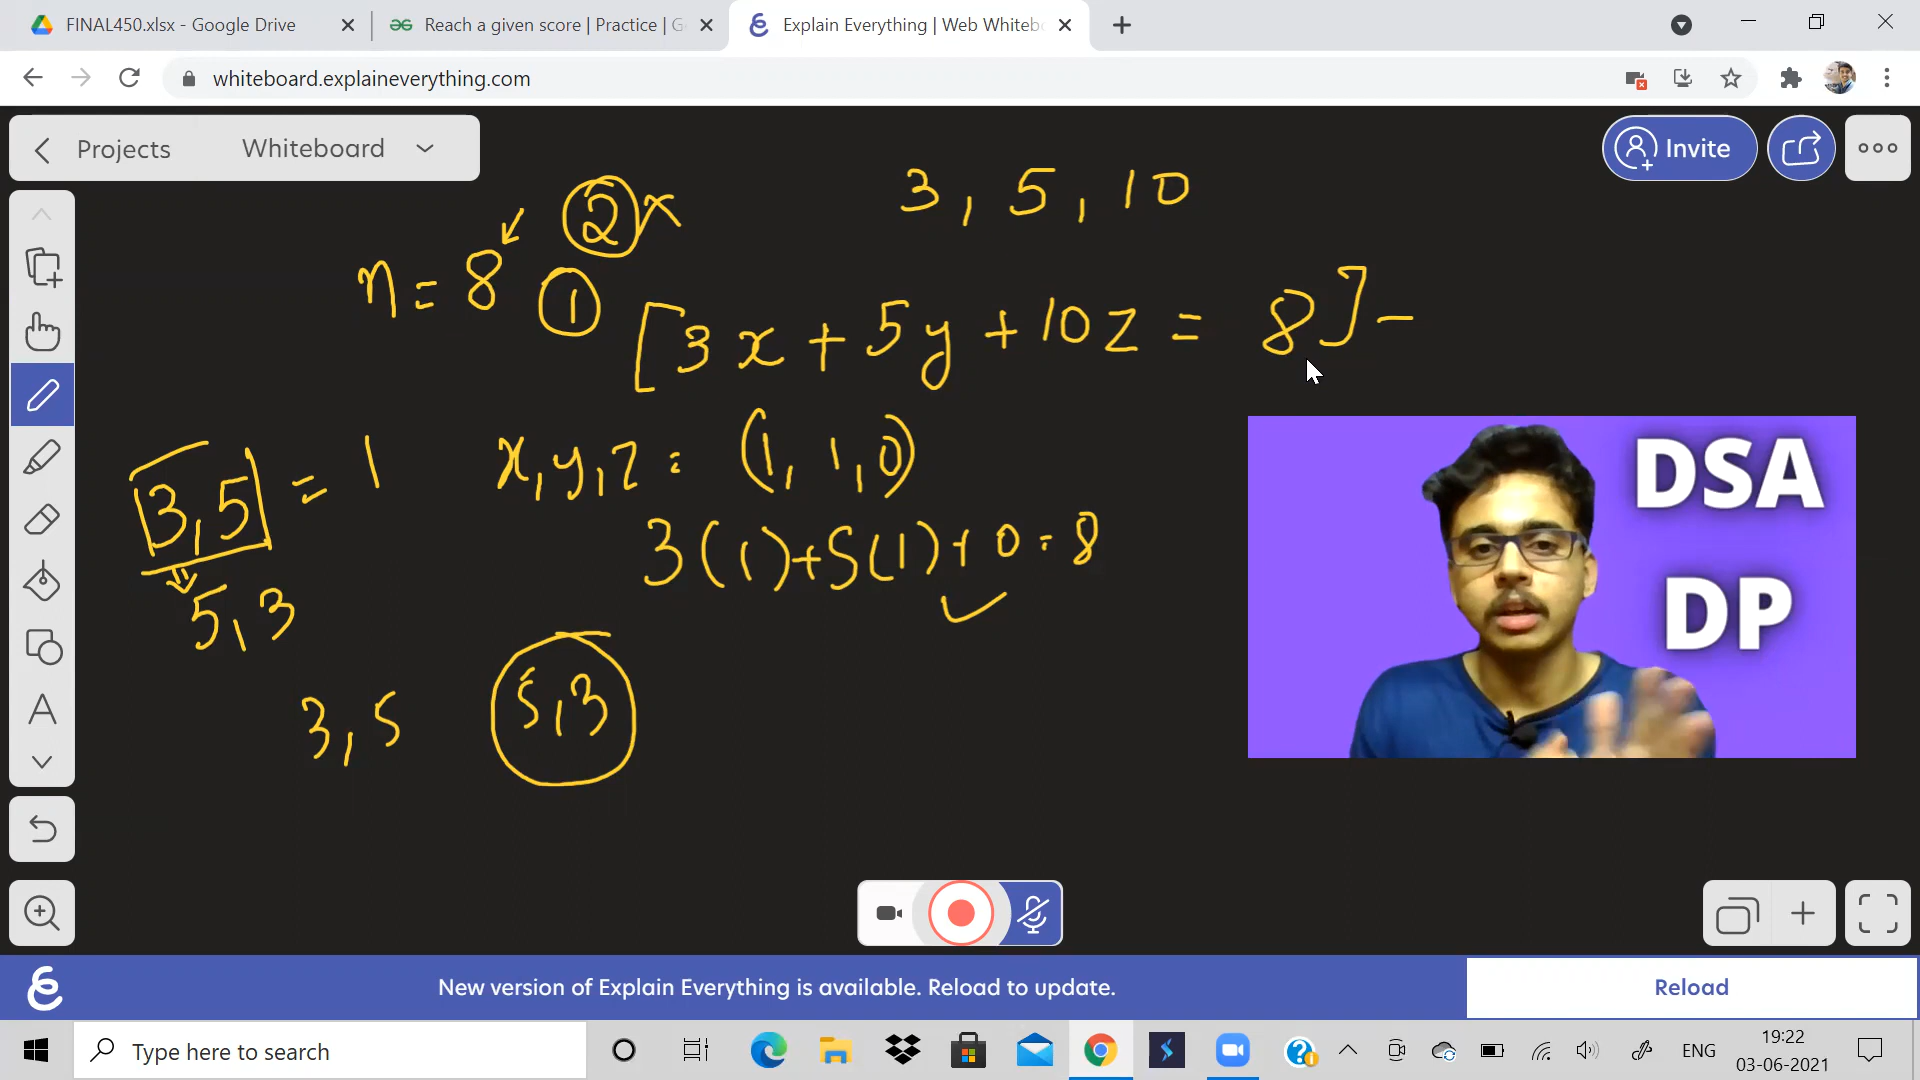 FINAL450.xlsx - Google Drive
Reach a given score | Practice | G
Explain Everything | Web Whitebo
whiteboard.explaineverything.com
Projects
Whiteboard
Invite
2 x
3 , 5 , 10
n = 8
1
[3x + 5y + 10z = 8] -
3,5 = 1
x,y,z = (1, 1, 0)
3(1)+5(1)+0=8
5,3
3,5
5,3
DSA
DP
A
New version of Explain Everything is available. Reload to update.
Reload
Type here to search
ENG
19:22
03-06-2021